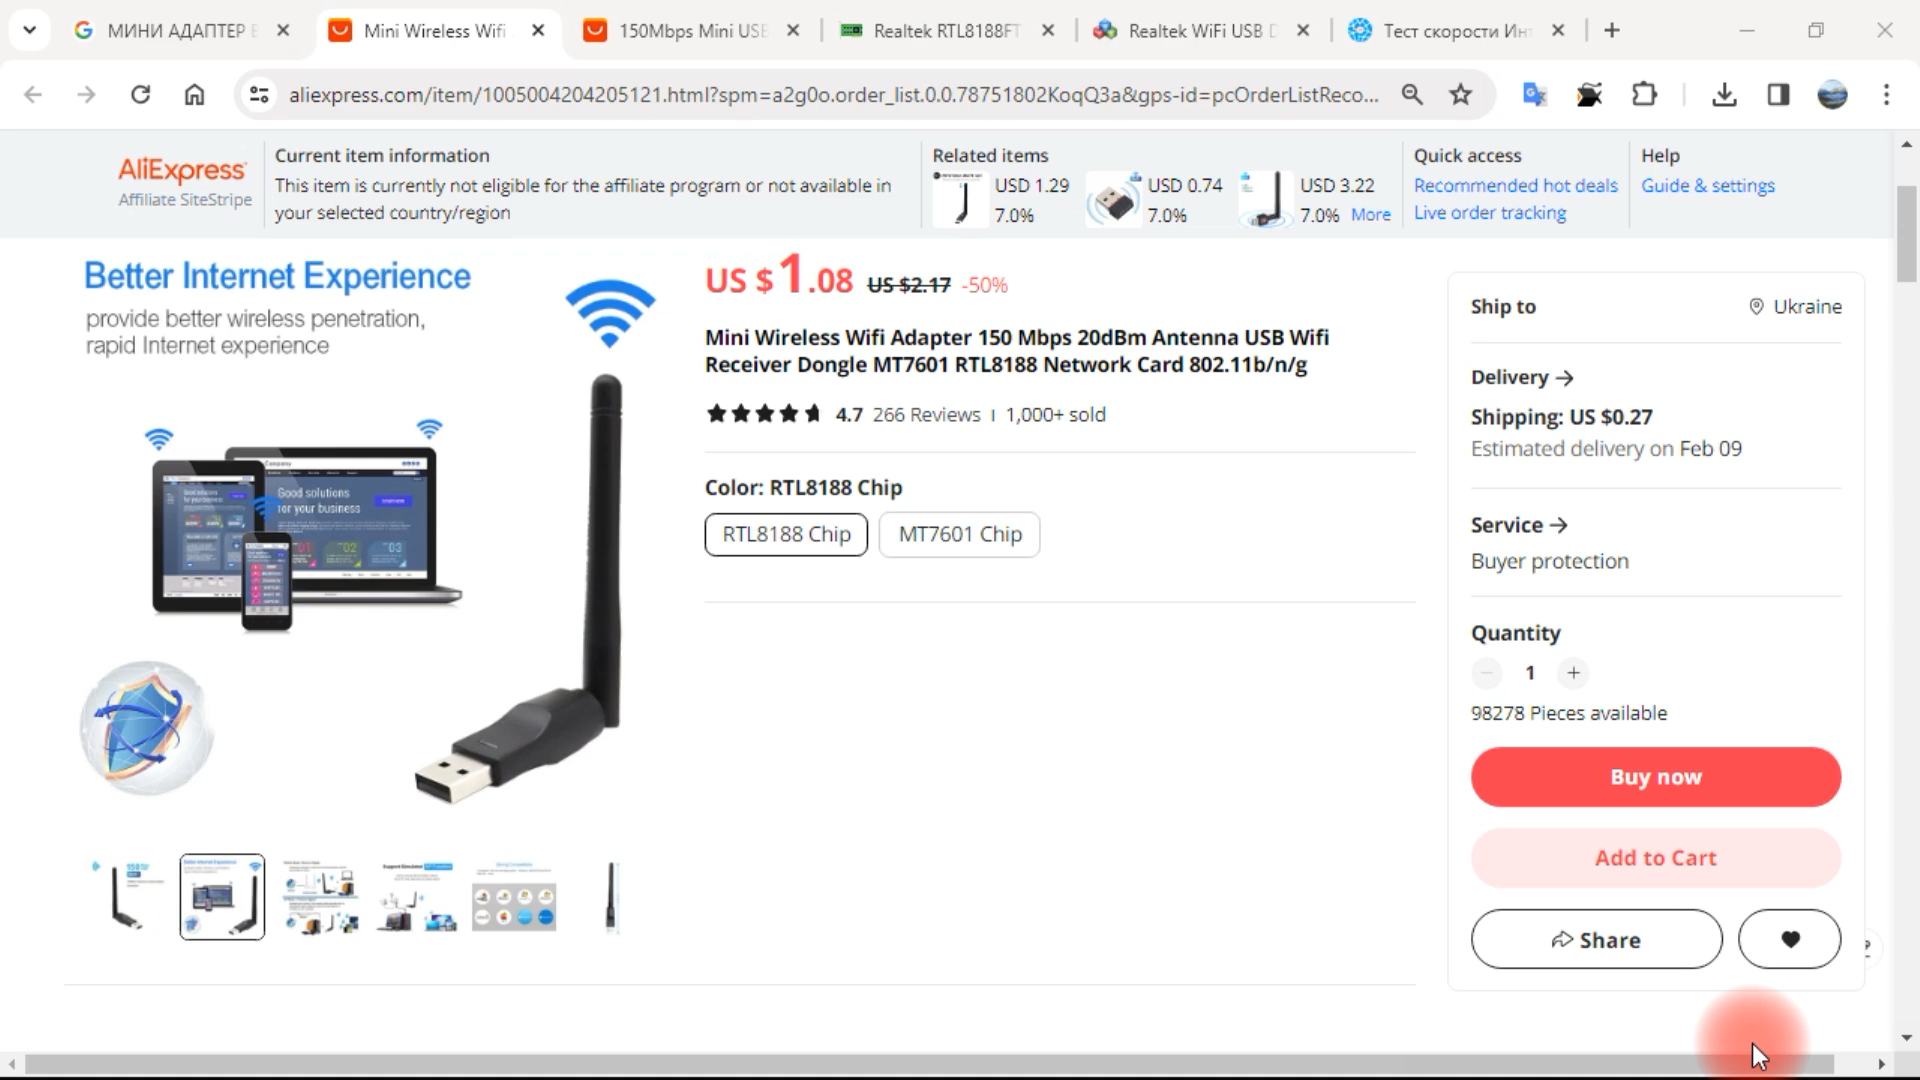 МИНИ АДАПТЕР
Mini Wireless Wifi
150Mbps Mini USB
Realtek RTL8188FT
Realtek WiFi USB D
Тест скорости Инт
aliexpress.com/item/1005004204205121.html?spm=a2g0o.order_list.0.0.78751802KoqQ3a&gps-id=pcOrderListReco...
AliExpress
Affiliate SiteStripe
Current item information
This item is currently not eligible for the affiliate program or not available in
your selected country/region
Related items
USD 1.29
7.0%
USD 0.74
7.0%
USD 3.22
7.0% More
Quick access
Recommended hot deals
Live order tracking
Help
Guide & settings
Better Internet Experience
provide better wireless penetration,
rapid Internet experience
Good solutions
for your business
US $1.08 US $2.17 -50%
Mini Wireless Wifi Adapter 150 Mbps 20dBm Antenna USB Wifi
Receiver Dongle MT7601 RTL8188 Network Card 802.11b/n/g
4.7 266 Reviews | 1,000+ sold
Color: RTL8188 Chip
RTL8188 Chip
MT7601 Chip
Ship to
Ukraine
Delivery
Shipping: US $0.27
Estimated delivery on Feb 09
Service
Buyer protection
Quantity
1
98278 Pieces available
Buy now
Add to Cart
Share